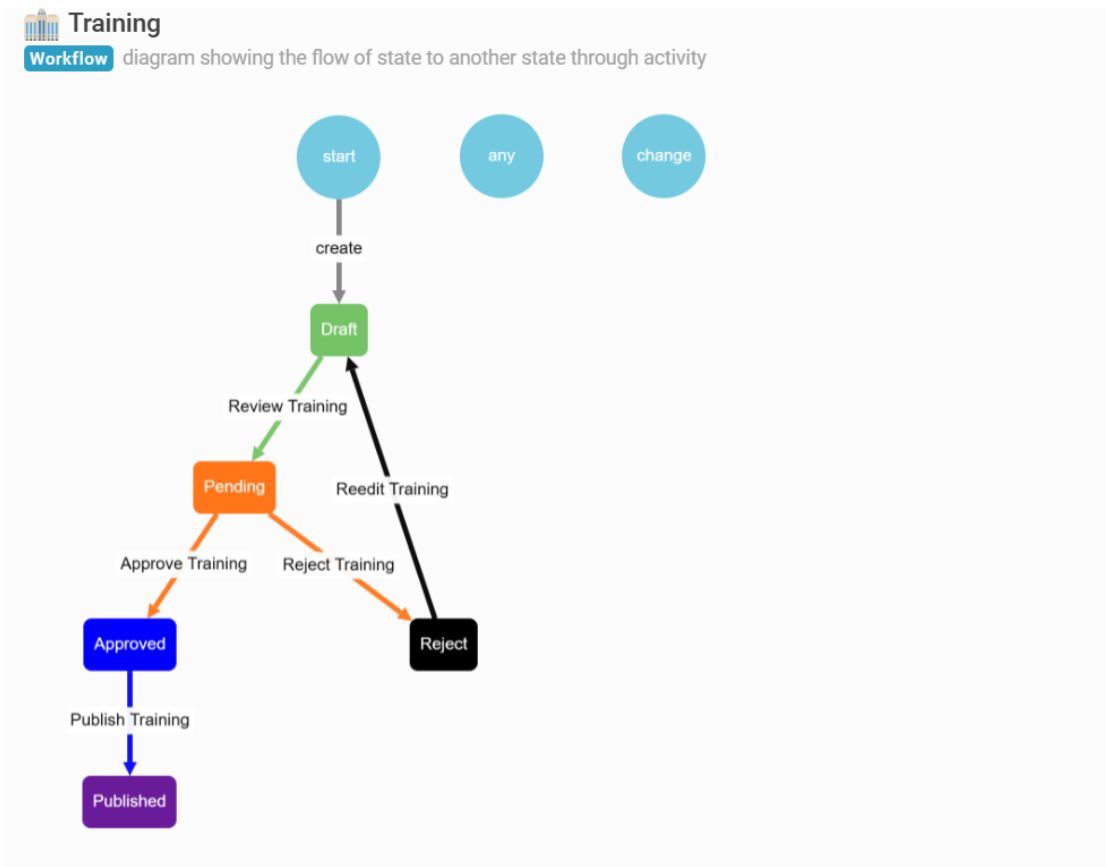 Training
Workflow diagram showing the flow of state to another state through activity
start any change
create
Draft
Review Training
Pending
Reedit Training
Approve Training Reject Training
Approved Reject
Publish Training
Published